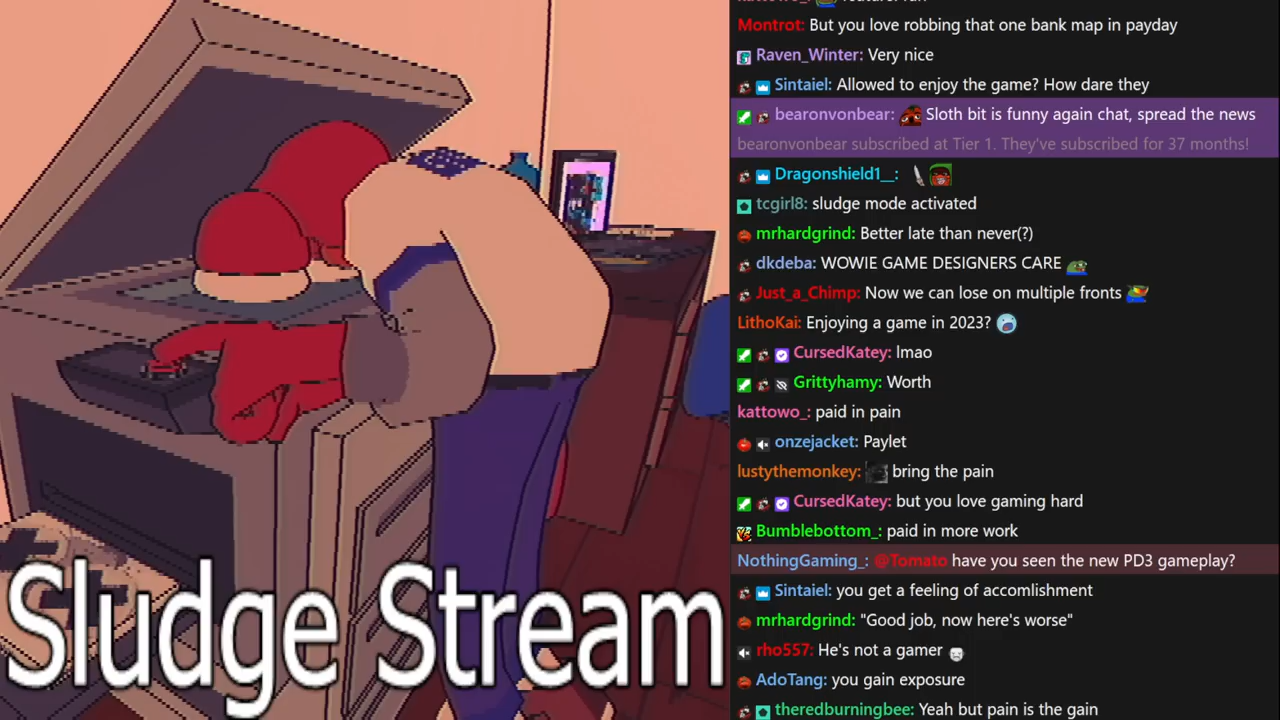 Montrot: But you love robbing that one bank map in payday
Raven_Winter: Very nice
Sintaiel: Allowed to enjoy the game? How dare they
bearonvonbear: Sloth bit is funny again chat, spread the news
bearonvonbear subscribed at Tier 1. They've subscribed for 37 months!
Dragonshield1__:
tcgirl8: sludge mode activated
mrhardgrind: Better late than never(?)
dkdeba: WOWIE GAME DESIGNERS CARE
Just_a_Chimp: Now we can lose on multiple fronts
LithoKai: Enjoying a game in 2023?
CursedKatey: lmao
Grittyhamy: Worth
kattowo_: paid in pain
onzejacket: Paylet
lustythemonkey: bring the pain
CursedKatey: but you love gaming hard
Bumblebottom_: paid in more work
NothingGaming_: @Tomato have you seen the new PD3 gameplay?
Sintaiel: you get a feeling of accomlishment
mrhardgrind: "Good job, now here's worse"
rho557: He's not a gamer
AdoTang: you gain exposure
theredburningbee: Yeah but pain is the gain
Sludge Stream